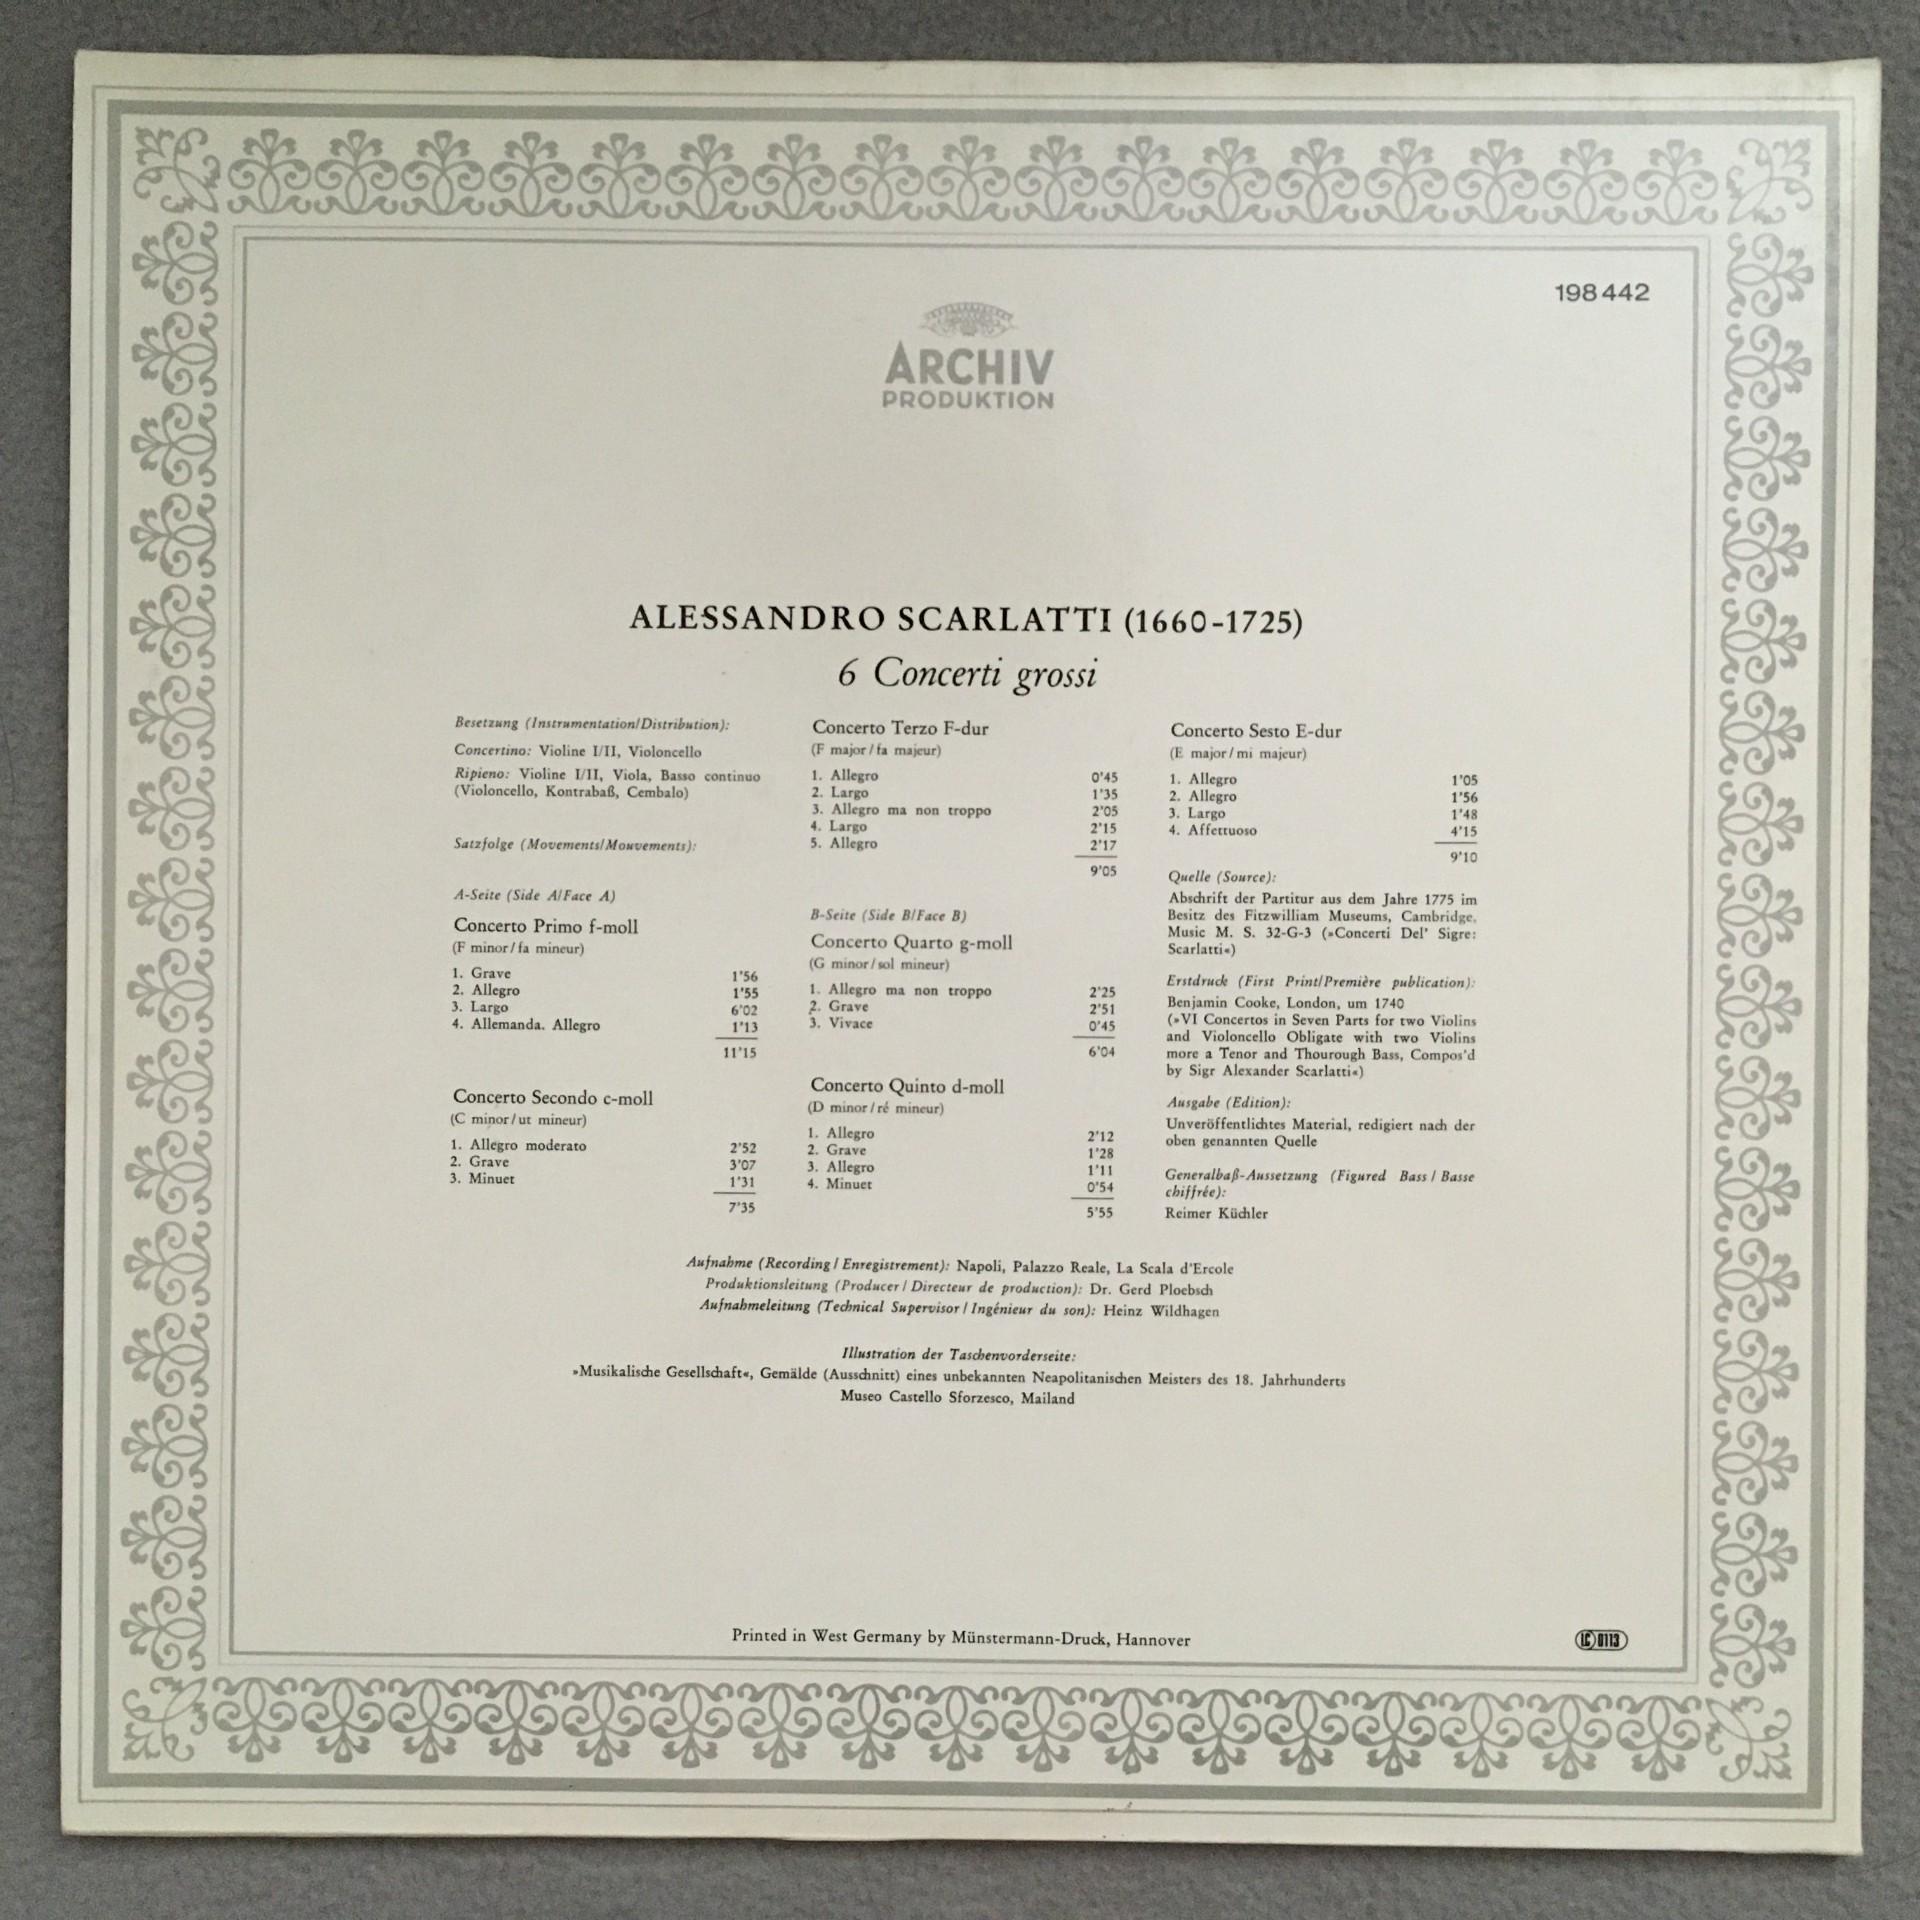 198 442
ARCHIV
PRODUKTION
ALESSANDRO SCARLATTI (1660-1725)
6 Concerti grossi
Besetzung (Instrumentation/Distribution):
Concertino: Violine I/II, Violoncello
Ripieno: Violine I/II, Viola, Basso continuo
(Violoncello, Kontrabaß, Cembalo)
Satzfolge (Movements/Mouvements):
A-Seite (Side A/Face A)
Concerto Primo f-moll
(F minor / fa mineur)
1. Grave 1'56
2. Allegro 1'55
3. Largo 6'02
4. Allemanda. Allegro 1'13
11'15
Concerto Secondo c-moll
(C minor / ut mineur)
1. Allegro moderato 2'52
2. Grave 3'07
3. Minuet 1'31
7'35
Concerto Terzo F-dur
(F major / fa majeur)
1. Allegro 0'45
2. Largo 1'35
3. Allegro ma non troppo 2'05
4. Largo 2'15
5. Allegro 2'17
9'05
B-Seite (Side B/Face B)
Concerto Quarto g-moll
(G minor / sol mineur)
1. Allegro ma non troppo 2'25
2. Grave 2'51
3. Vivace 0'45
6'04
Concerto Quinto d-moll
(D minor / ré mineur)
1. Allegro 2'12
2. Grave 1'28
3. Allegro 1'11
4. Minuet 0'54
5'55
Concerto Sesto E-dur
(E major / mi majeur)
1. Allegro 1'05
2. Allegro 1'56
3. Largo 1'48
4. Affettuoso 4'15
9'10
Quelle (Source):
Abschrift der Partitur aus dem Jahre 1775 im
Besitz des Fitzwilliam Museums, Cambridge.
Music M. S. 32-G-3 (»Concerti Del' Sigre:
Scarlatti«)
Erstdruck (First Print/Première publication):
Benjamin Cooke, London, um 1740
(»VI Concertos in Seven Parts for two Violins
and Violoncello Obligate with two Violins
more a Tenor and Thourough Bass, Compos'd
by Sigr Alexander Scarlatti«)
Ausgabe (Edition):
Unveröffentlichtes Material, redigiert nach der
oben genannten Quelle
Generalbaß-Aussetzung (Figured Bass / Basse
chiffrée):
Reimer Küchler
Aufnahme (Recording / Enregistrement): Napoli, Palazzo Reale, La Scala d'Ercole
Produktionsleitung (Producer / Directeur de production): Dr. Gerd Ploebsch
Aufnahmeleitung (Technical Supervisor / Ingénieur du son): Heinz Wildhagen
Illustration der Taschenvorderseite:
»Musikalische Gesellschaft«, Gemälde (Ausschnitt) eines unbekannten Neapolitanischen Meisters des 18. Jahrhunderts
Museo Castello Sforzesco, Mailand
Printed in West Germany by Münstermann-Druck, Hannover
LC 0113